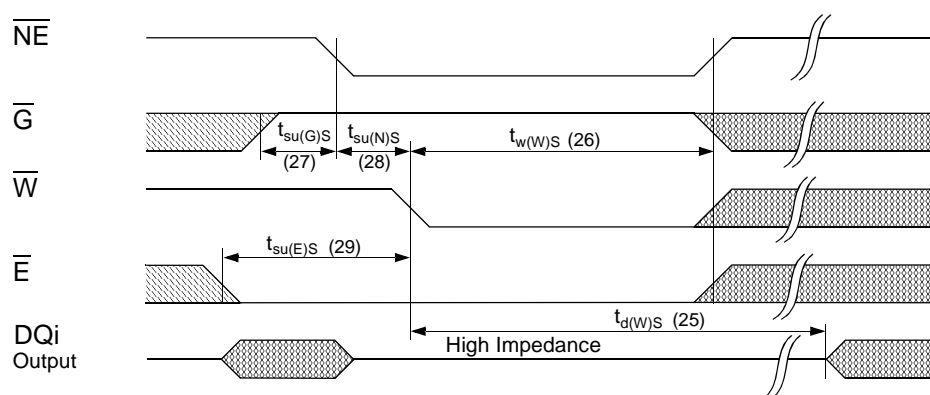 NE
G
tsu(G)S
(27)
tsu(N)S
(28)
tw(W)S (26)
W
tsu(E)S (29)
E
td(W)S (25)
DQi
Output
High Impedance